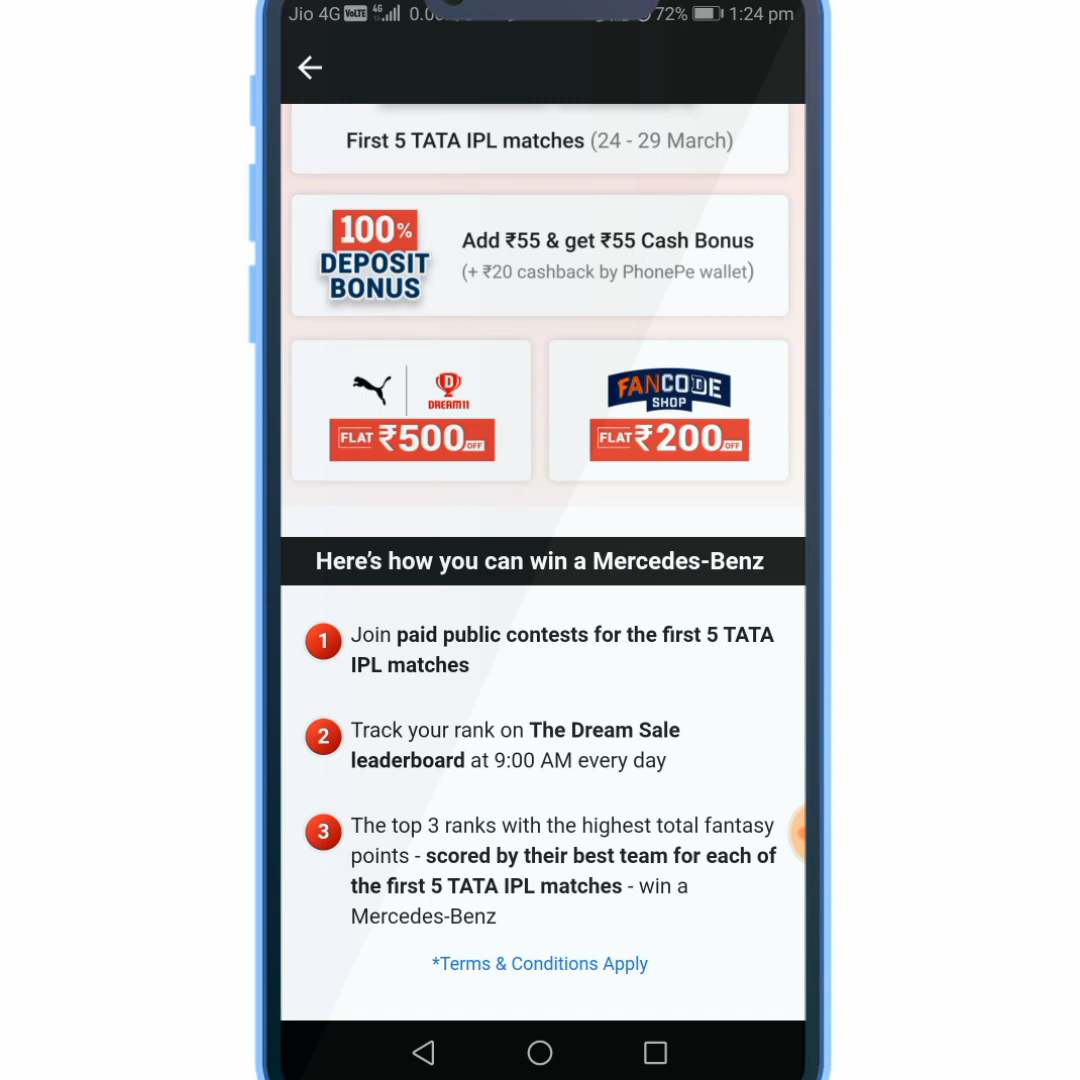 Jio 4G VoLTE 4G 72% 1:24 pm
First 5 TATA IPL matches (24 - 29 March)
100%
DEPOSIT
BONUS
Add ₹55 & get ₹55 Cash Bonus
(+ ₹20 cashback by PhonePe wallet)
D
DREAM11
FLAT ₹500 OFF
FANCODE
SHOP
FLAT ₹200 OFF
Here's how you can win a Mercedes-Benz
1 Join paid public contests for the first 5 TATA
IPL matches
2 Track your rank on The Dream Sale
leaderboard at 9:00 AM every day
3 The top 3 ranks with the highest total fantasy
points - scored by their best team for each of
the first 5 TATA IPL matches - win a
Mercedes-Benz
*Terms & Conditions Apply